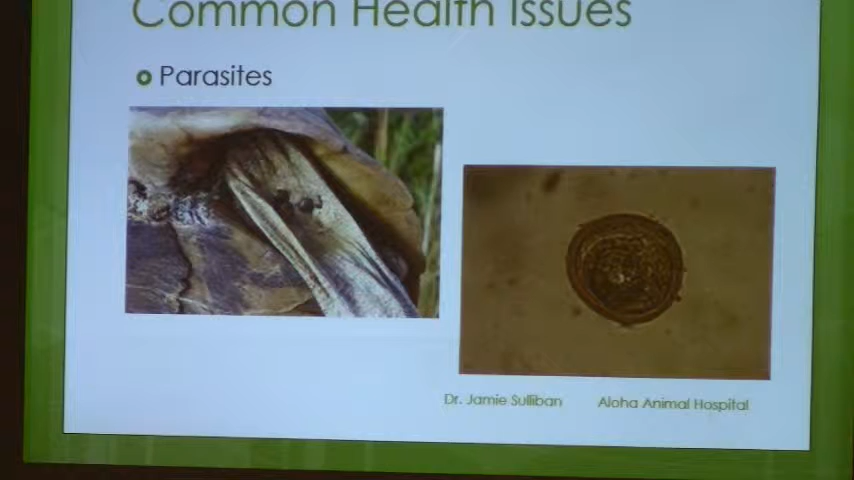 Common Health Issues
Parasites
Dr. Jamie Sulliban
Aloha Animal Hospital